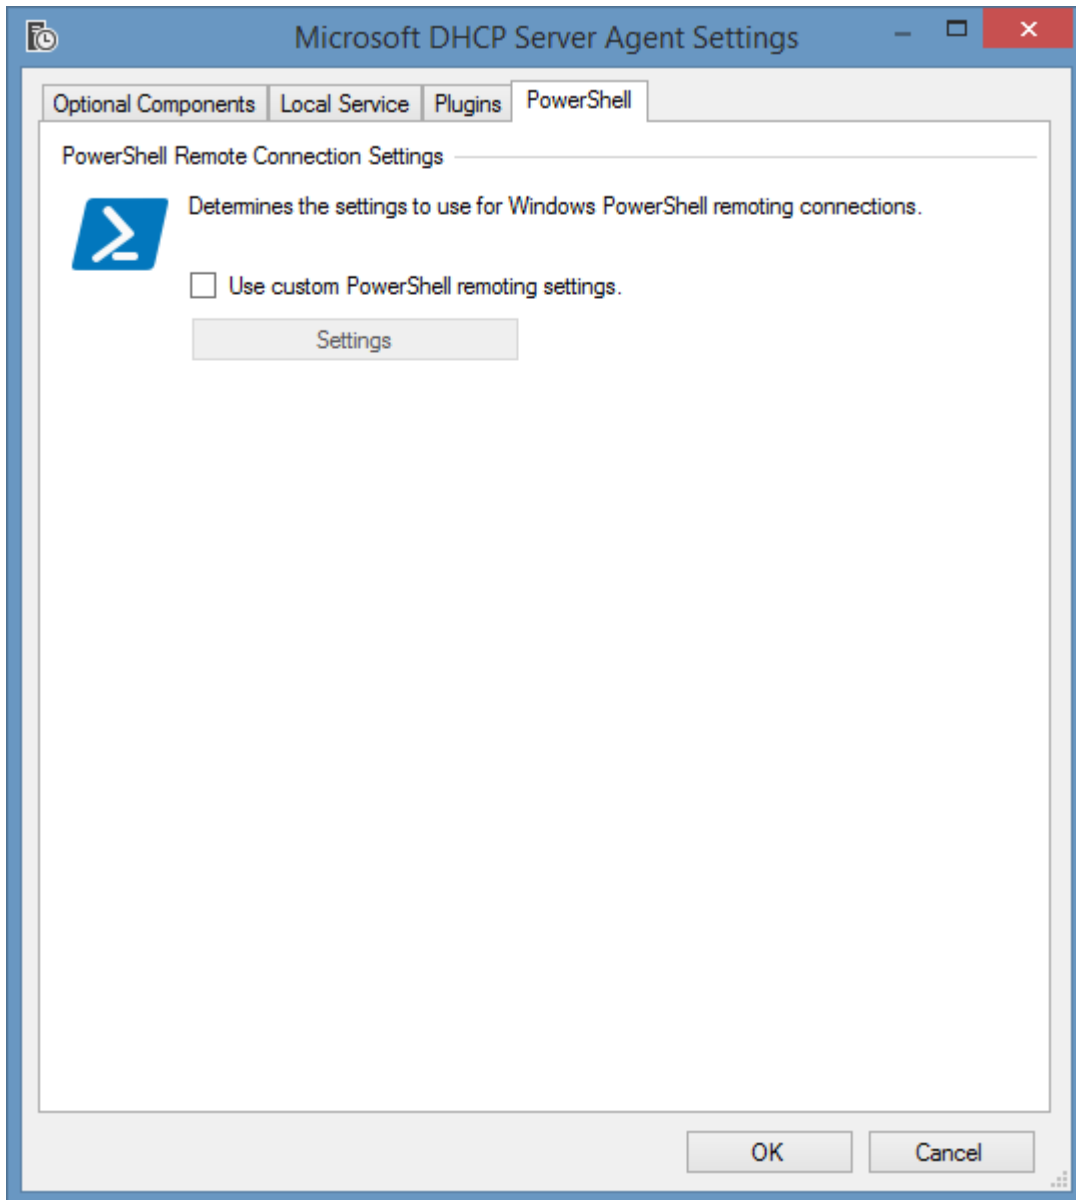 Microsoft DHCP Server Agent Settings
Optional Components
Local Service
Plugins
PowerShell
PowerShell Remote Connection Settings
Determines the settings to use for Windows PowerShell remoting connections.
Use custom PowerShell remoting settings.
Settings
OK
Cancel